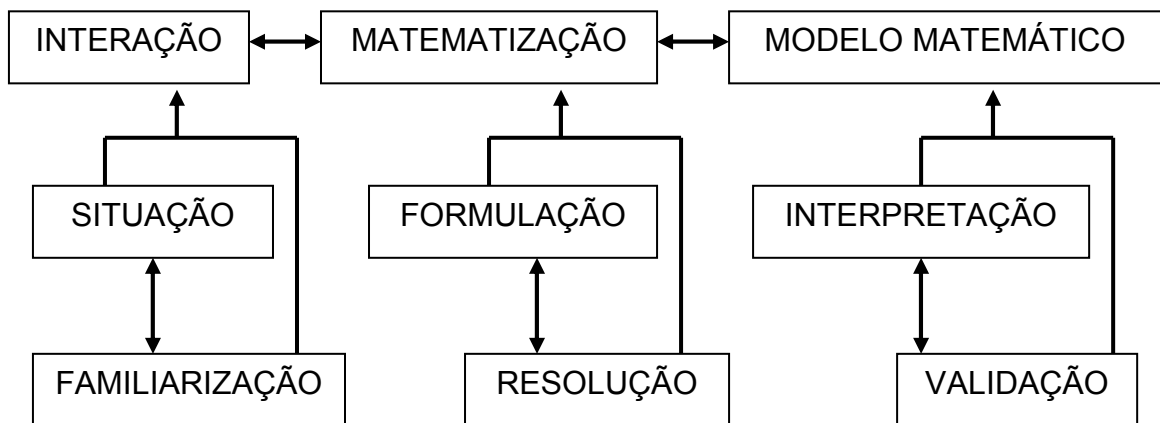 INTERAÇÃO
MATEMATIZAÇÃO
MODELO MATEMÁTICO
SITUAÇÃO
FORMULAÇÃO
INTERPRETAÇÃO
FAMILIARIZAÇÃO
RESOLUÇÃO
VALIDAÇÃO